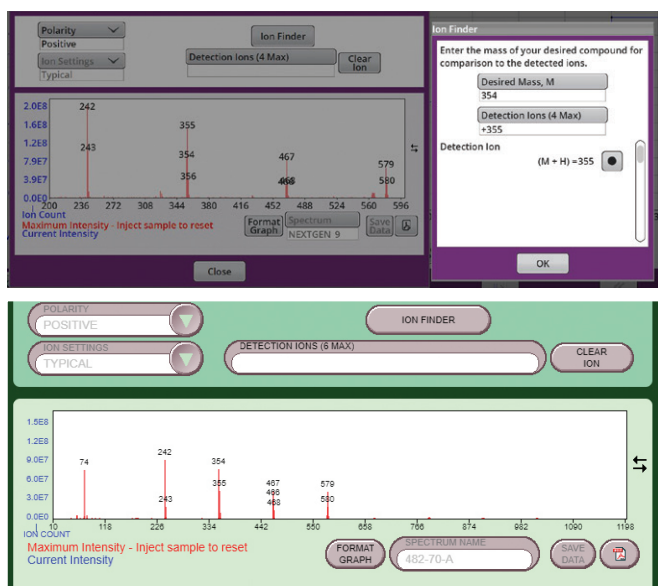 Polarity
Positive
Ion Settings
Typical
Ion Finder
Detection Ions (4 Max)
Clear
Ion
2.0E8
1.6E8
1.2E8
7.9E7
3.9E7
0.0E0
242
243
355
354
356
467
468
579
580
200 236 272 308 344 380 416 452 488 524 560 596
Ion Count
Maximum Intensity - Inject sample to reset
Current Intensity
Format
Graph
Spectrum
NEXTGEN 9
Save
Data
Close
Ion Finder
Enter the mass of your desired compound for
comparison to the detected ions.
Desired Mass, M
354
Detection Ions (4 Max)
+355
Detection Ion
(M + H) =355
OK
POLARITY
POSITIVE
ION SETTINGS
TYPICAL
ION FINDER
DETECTION IONS (6 MAX)
CLEAR
ION
1.5E8
1.2E8
9.0E7
6.0E7
3.0E7
0.0E0
74
242
243
354
355
467
466
468
579
580
10 118 226 334 442 550 658 766 874 982 1090 1198
ION COUNT
Maximum Intensity - Inject sample to reset
Current Intensity
FORMAT
GRAPH
SPECTRUM NAME
482-70-A
SAVE
DATA